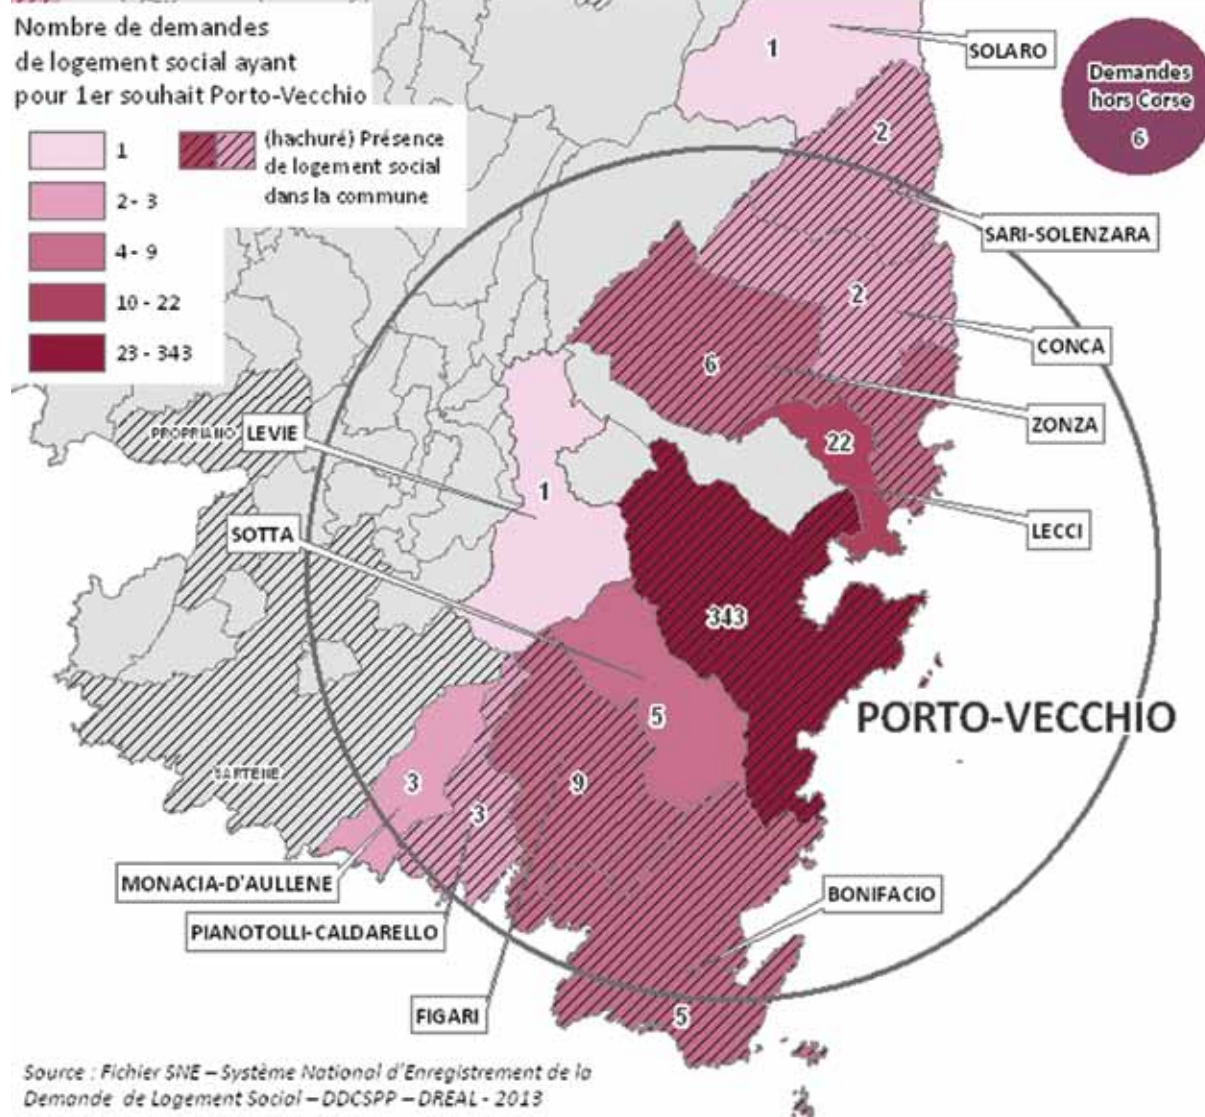 Nombre de demandes
de logement social ayant
pour 1er souhait Porto-Vecchio
1
2 - 3
4 - 9
10 - 22
23 - 343
(hachuré) Présence
de logement social
dans la commune
Demandes
hors Corse
6
SOLARO
1
2
SARI-SOLENZARA
2
CONCA
6
ZONZA
22
LECCI
PROPRIANO
LEVIE
1
SOTTA
343
PORTO-VECCHIO
5
SARTENE
3
9
3
MONACIA-D'AULLENE
PIANOTOLLI-CALDARELLO
BONIFACIO
FIGARI
5
Source : Fichier SNE – Système National d'Enregistrement de la
Demande de Logement Social – DDCSPP – DREAL - 2013